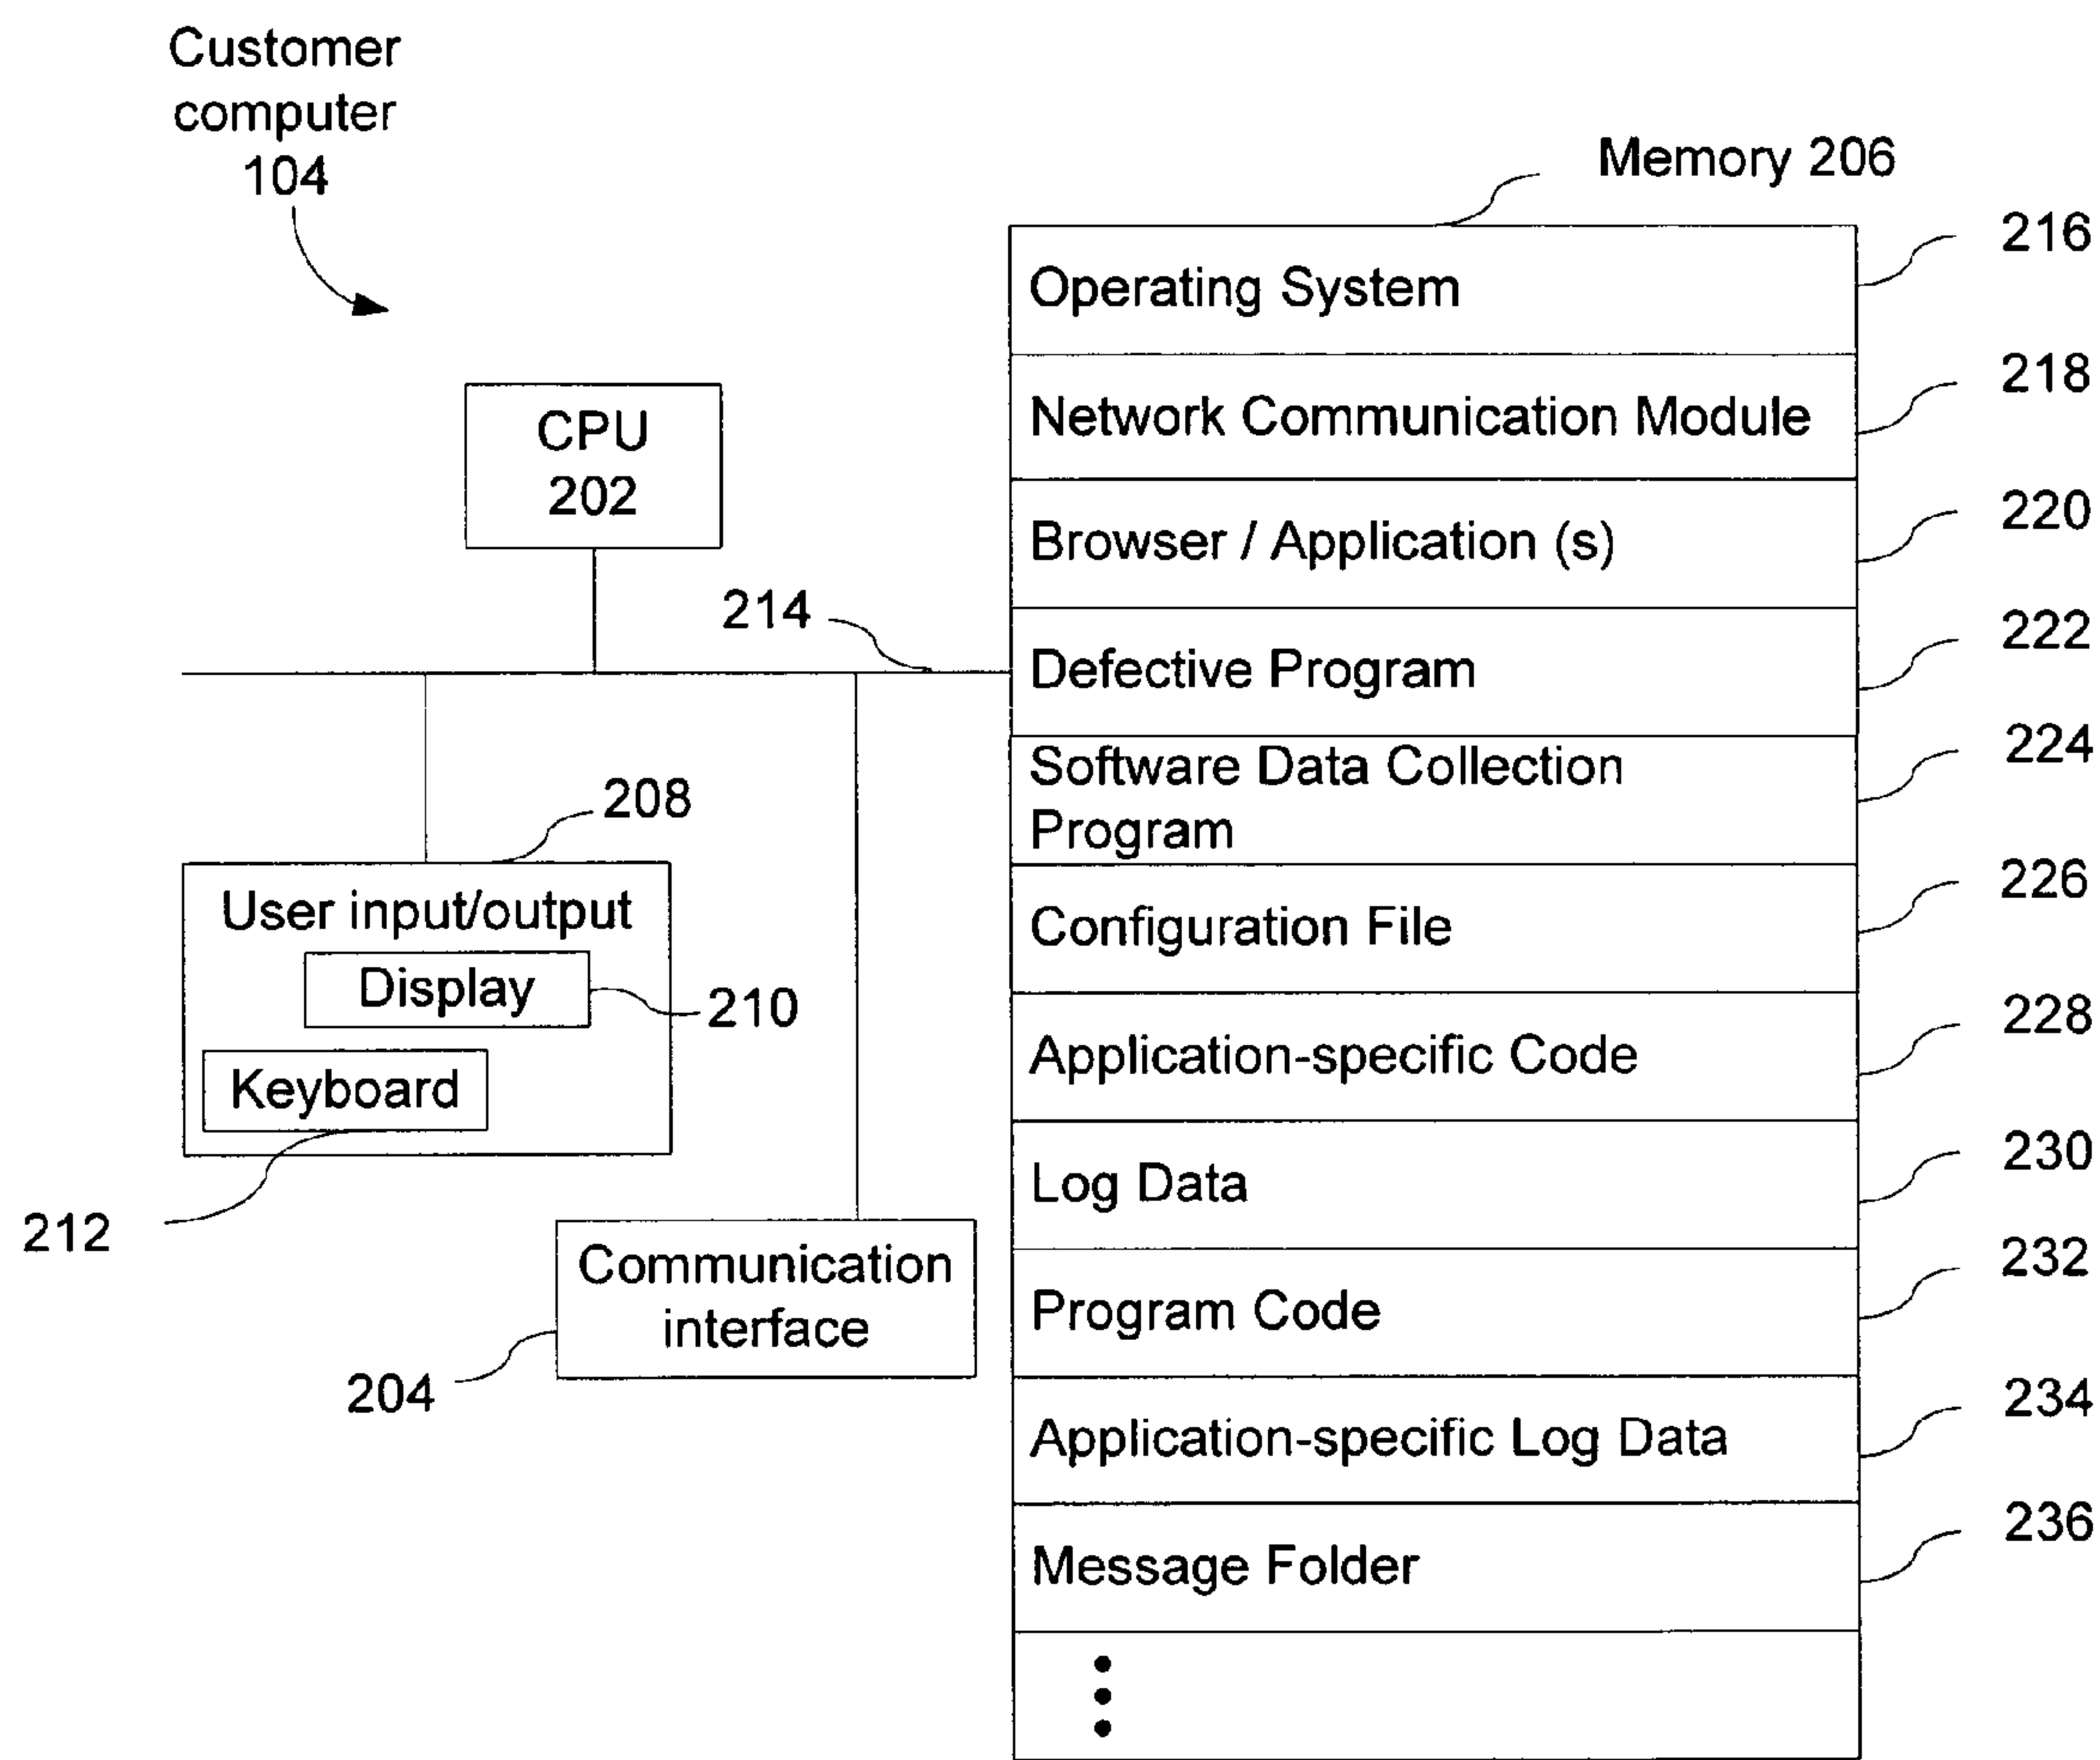 Customer
computer
104
Memory 206
216
Operating System
218
Network Communication Module
CPU
202
220
Browser / Application (s)
214
222
Defective Program
224
Software Data Collection
Program
208
226
User input/output
Configuration File
Display
210
228
Application-specific Code
Keyboard
230
Log Data
212
232
Communication
interface
Program Code
204
234
Application-specific Log Data
236
Message Folder